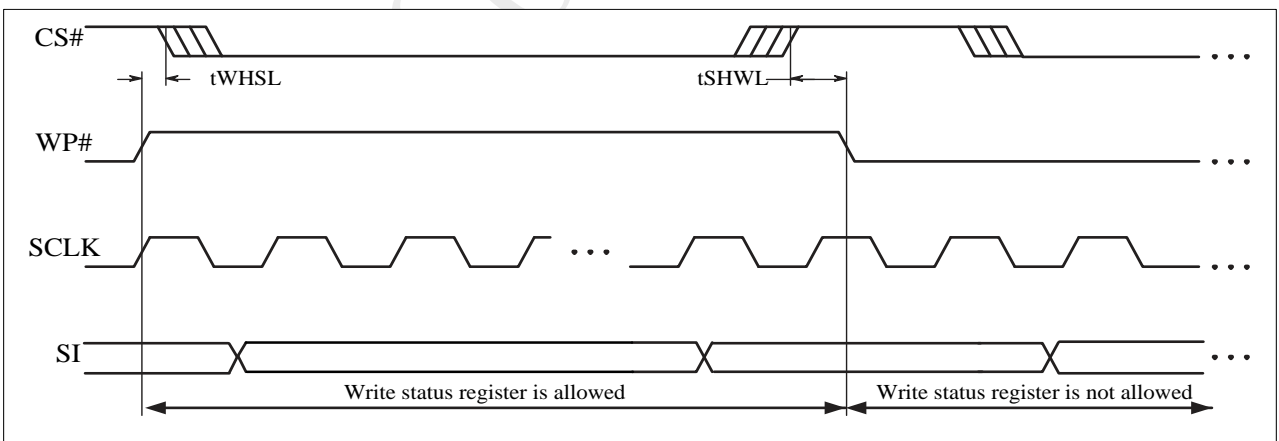 CS#
tWHSL
tSHWL
WP#
SCLK
SI
Write status register is allowed
Write status register is not allowed